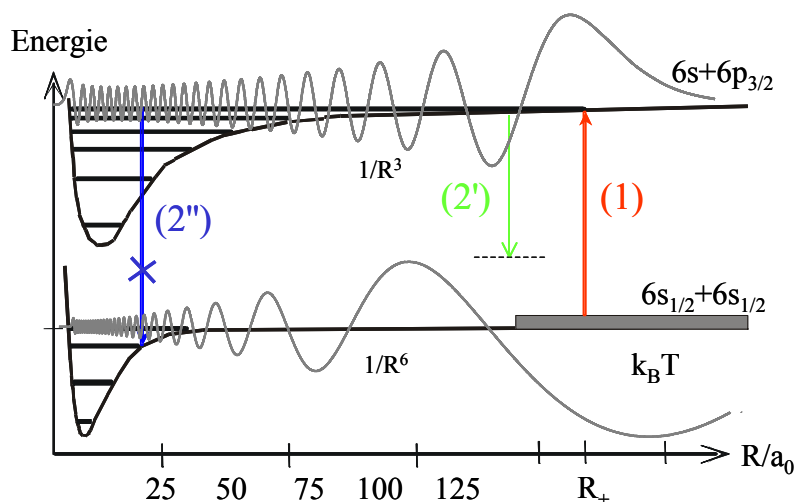 Energie
6s+6p3/2
1/R3
(2")
(2')
(1)
6s1/2+6s1/2
1/R6
kBT
R/a0
25 50 75 100 125 R+